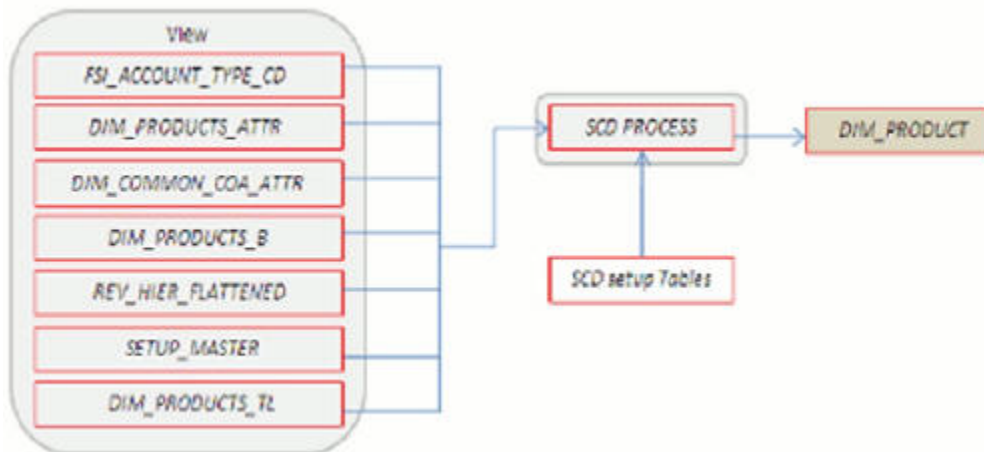 View
FSI_ACCOUNT_TYPE_CD
DIM_PRODUCTS_ATTR
DIM_COMMON_COA_ATTR
DIM_PRODUCTS_B
REV_HIER_FLATTENED
SETUP_MASTER
DIM_PRODUCTS_TL
SCD PROCESS
SCD setup Tables
DIM_PRODUCT